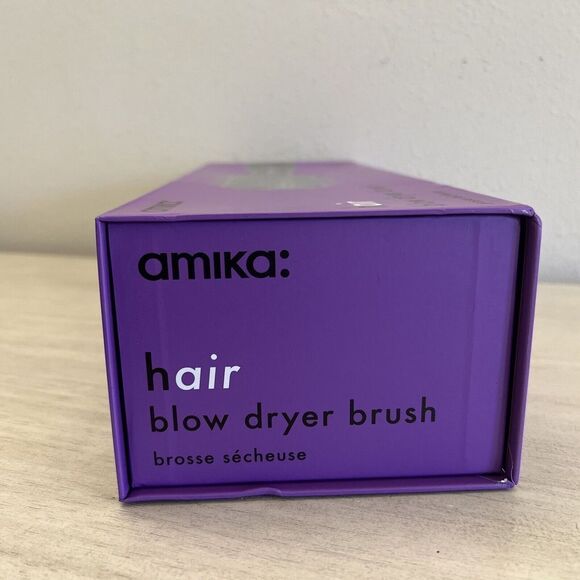 amika:
hair
blow dryer brush
brosse sécheuse